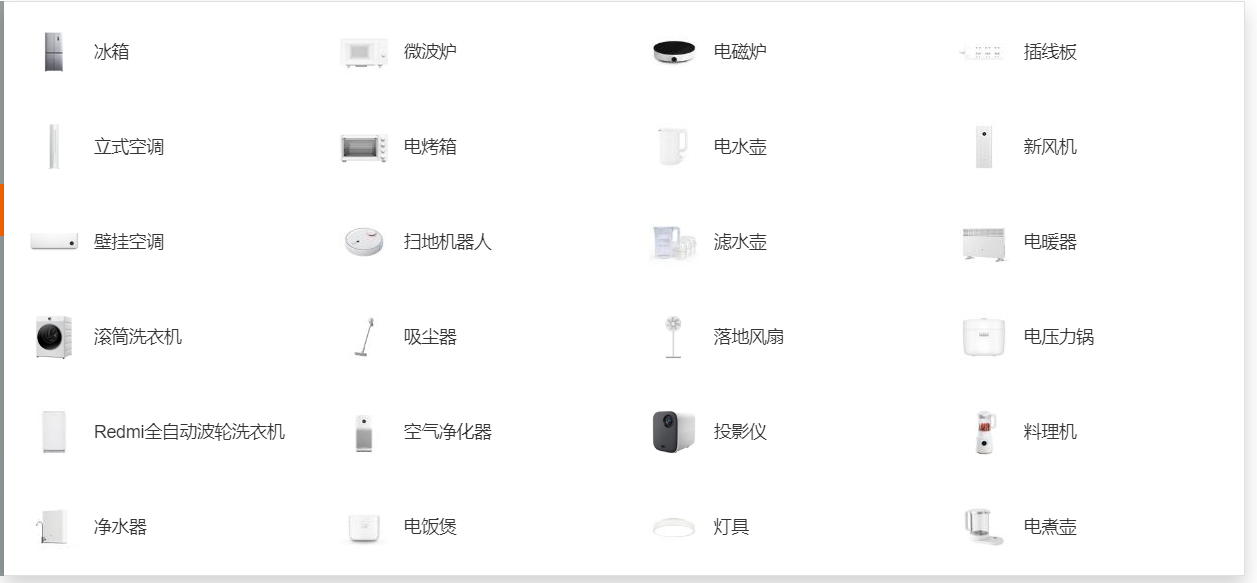 冰箱
微波炉
电磁炉
插线板
立式空调
电烤箱
电水壶
新风机
壁挂空调
扫地机器人
滤水壶
电暖器
滚筒洗衣机
吸尘器
落地风扇
电压力锅
Redmi全自动波轮洗衣机
空气净化器
投影仪
料理机
净水器
电饭煲
灯具
电煮壶